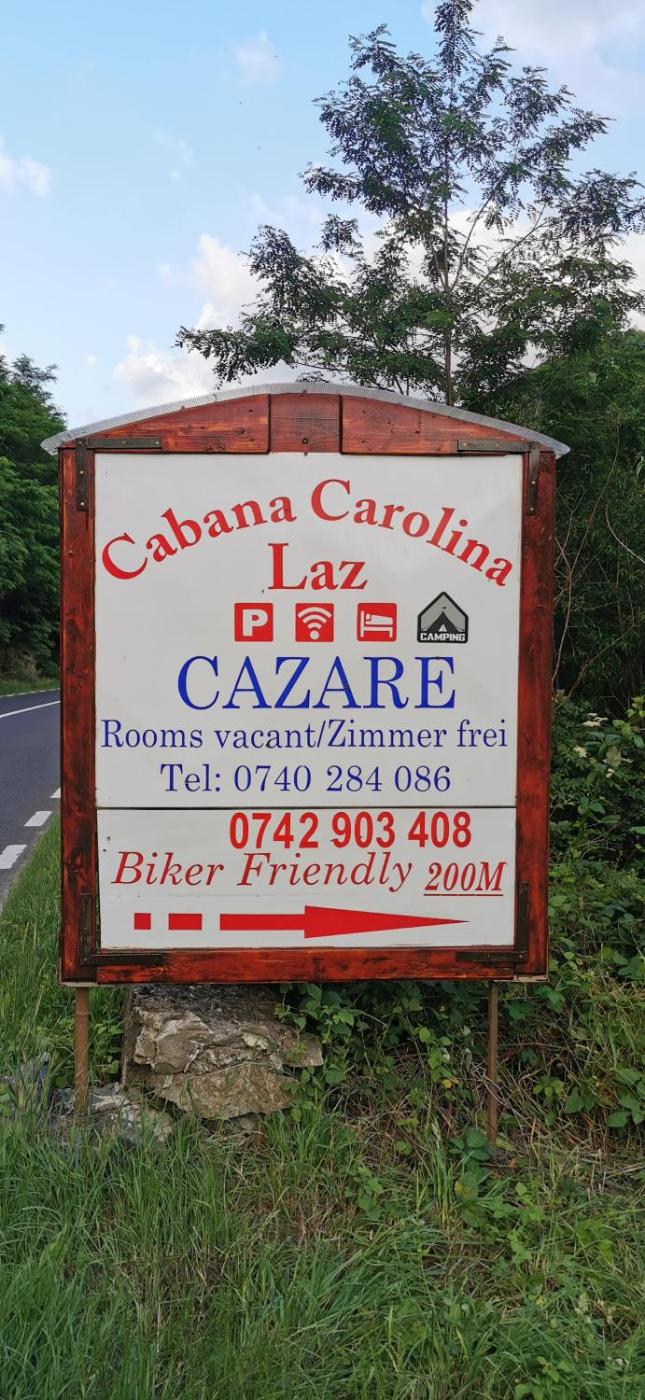 Cabana Carolina
Laz
P
CAMPING
CAZARE
Rooms vacant/Zimmer frei
Tel: 0740 284 086
0742 903 408
Biker Friendly 200M